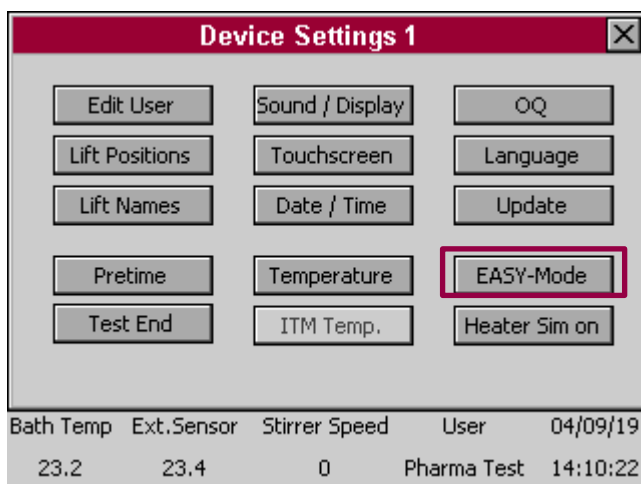 Device Settings 1
Edit User Sound / Display OQ
Lift Positions Touchscreen Language
Lift Names Date / Time Update
Pretime Temperature EASY-Mode
Test End ITM Temp. Heater Sim on
Bath Temp Ext.Sensor Stirrer Speed User 04/09/19
23.2 23.4 0 Pharma Test 14:10:22